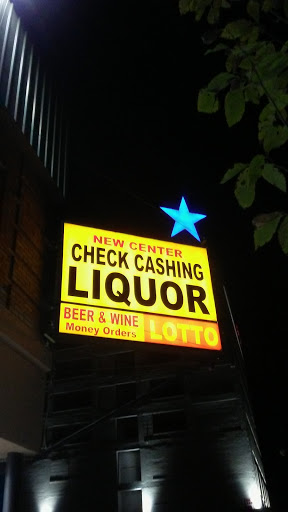 NEW CENTER
CHECK CASHING
LIQUOR
BEER & WINE
Money Orders
LOTTO